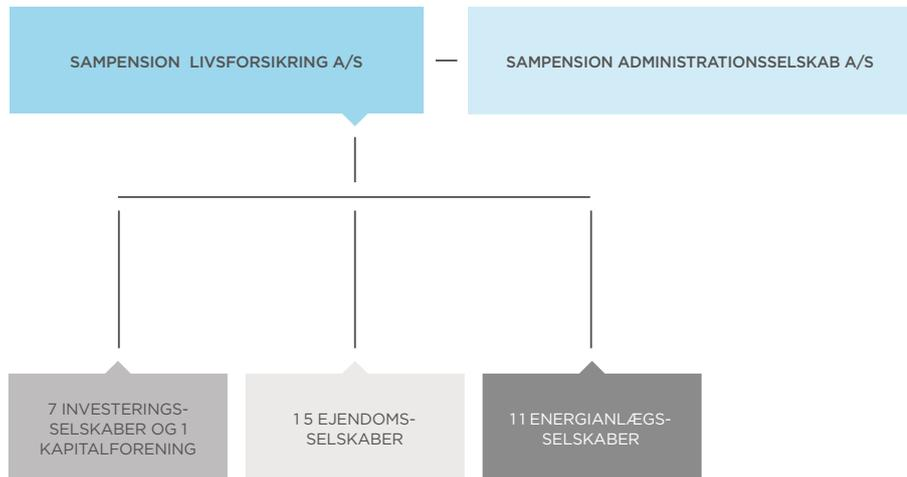 SAMPENSION LIVSFORSIKRING A/S
SAMPENSION ADMINISTRATIONSSELSKAB A/S
7 INVESTERINGS-
SELSKABER OG 1
KAPITALFORENING
15 EJENDOMS-
SELSKABER
11 ENERGIANLÆGS-
SELSKABER